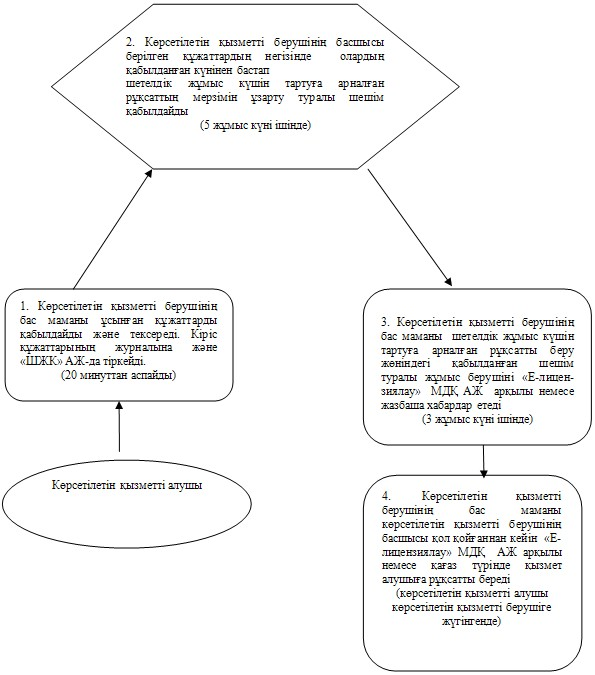 2. Көрсетілетін қызметті берушінің басшысы
берілген құжаттардың негізінде олардың
қабылданған күнінен бастап
шетелдік жұмыс күшін тартуға арналған
рұқсаттың мерзімін ұзарту туралы шешім
қабылдайды
(5 жұмыс күні ішінде)
1. Көрсетілетін қызметті берушінің
бас маманы ұсынған құжаттарды
қабылдайды және тексереді. Кіріс
құжаттарының журналына және
«ШЖК» АЖ-да тіркейді.
(20 минуттан аспайды)
Көрсетілетін қызметті алушы
3. Көрсетілетін қызметті берушінің
бас маманы шетелдік жұмыс күшін
тартуға арналған рұқсатты беру
жөніндегі қабылданған шешім
туралы жұмыс берушіні «Е-лицен-
зиялау» МДҚ АЖ арқылы немесе
жазбаша хабардар етеді
(3 жұмыс күні ішінде)
4. Көрсетілетін қызметті
берушінің бас маманы
көрсетілетін қызметті берушінің
басшысы қол қойғаннан кейін «Е-
лицензиялау» МДҚ АЖ арқылы
немесе қағаз түрінде қызмет
алушыға рұқсатты береді
(көрсетілетін қызметті алушы
көрсетілетін қызметті берушіге
жүгінгенде)